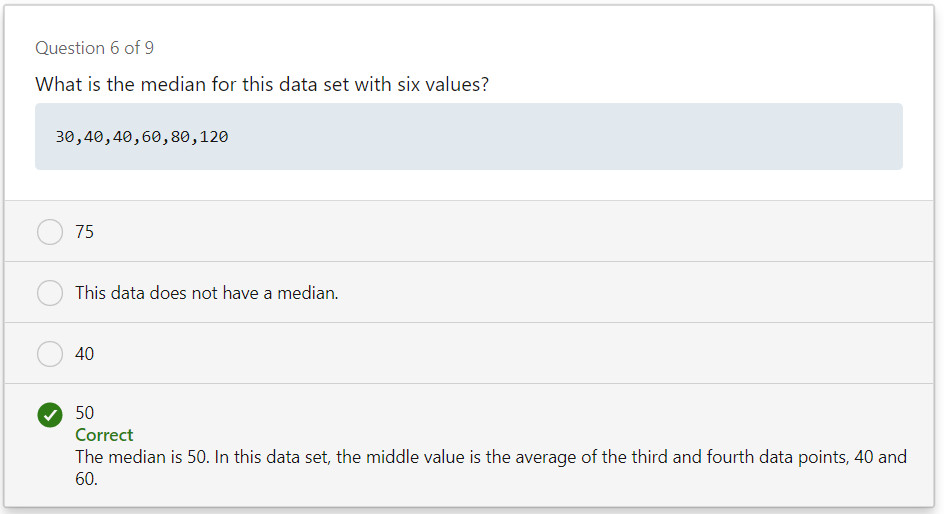 Question 6 of 9
What is the median for this data set with six values?
30,40,40,60,80,120
75
This data does not have a median.
40
50
Correct
The median is 50. In this data set, the middle value is the average of the third and fourth data points, 40 and
60.